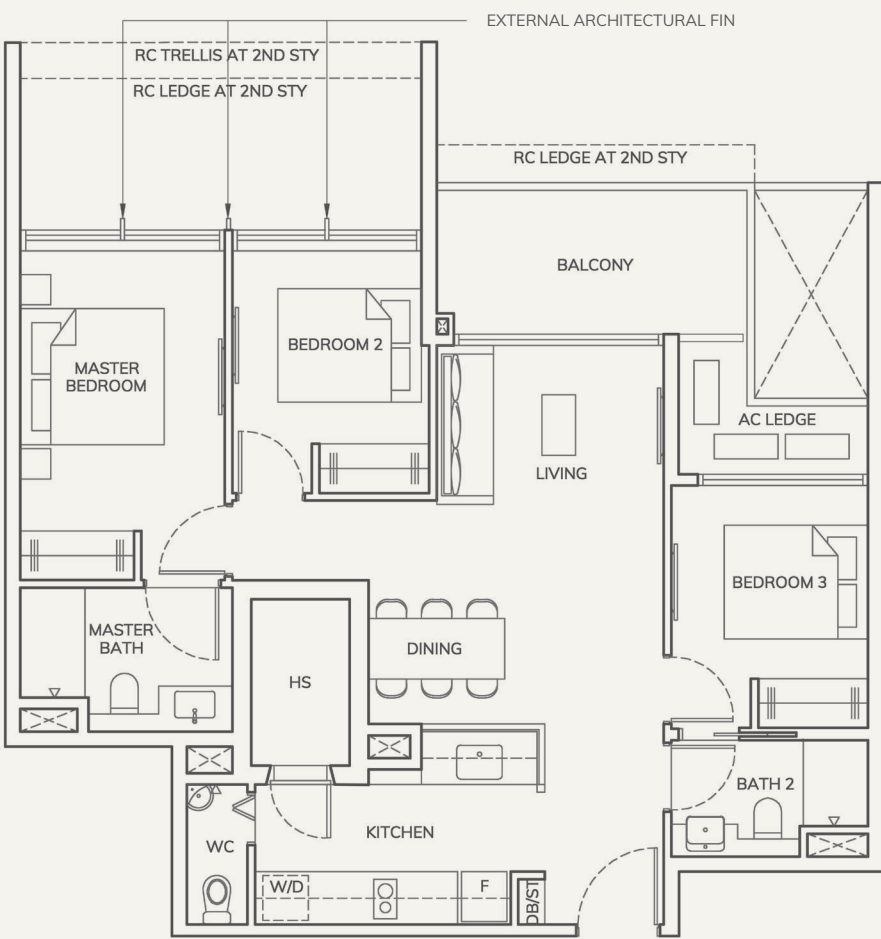 EXTERNAL ARCHITECTURAL FIN
RC TRELLIS AT 2ND STY
RC LEDGE AT 2ND STY
RC LEDGE AT 2ND STY
BALCONY
BEDROOM 2
MASTER
BEDROOM
AC LEDGE
LIVING
BEDROOM 3
MASTER
BATH
DINING
HS
BATH 2
KITCHEN
WC
W/D
F
DB/ST